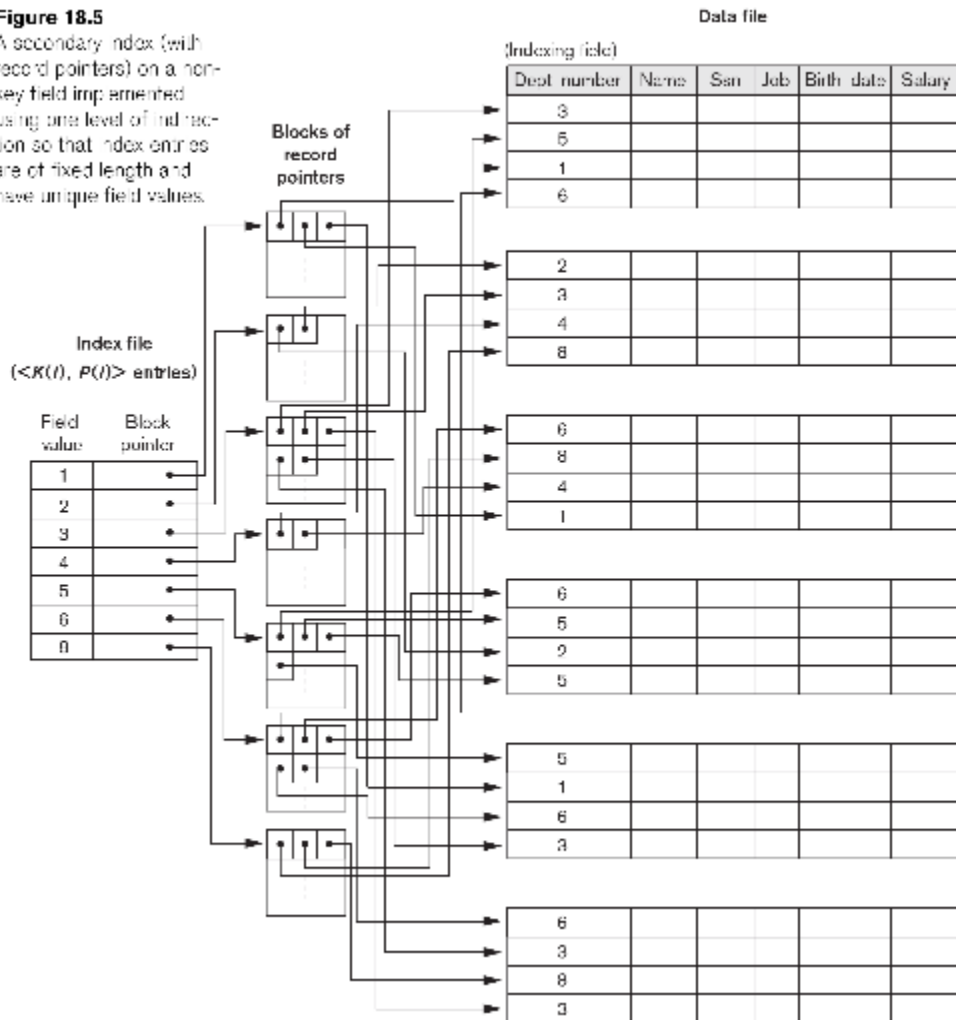 Figure 18.5
A secondary index (with
record pointers) on a non-
key field implemented
using one level of indirec-
tion so that index entries
are of fixed length and
have unique field values.
Data file
(Indexing field)
Dept_number Name Ssn Job Birth_date Salary
3
5
1
6
2
3
4
8
6
8
4
1
6
5
2
5
5
1
6
3
6
3
8
3
Blocks of
record
pointers
Index file
(<K(i), P(i)> entries)
Field
value
Block
pointer
1
2
3
4
5
6
8